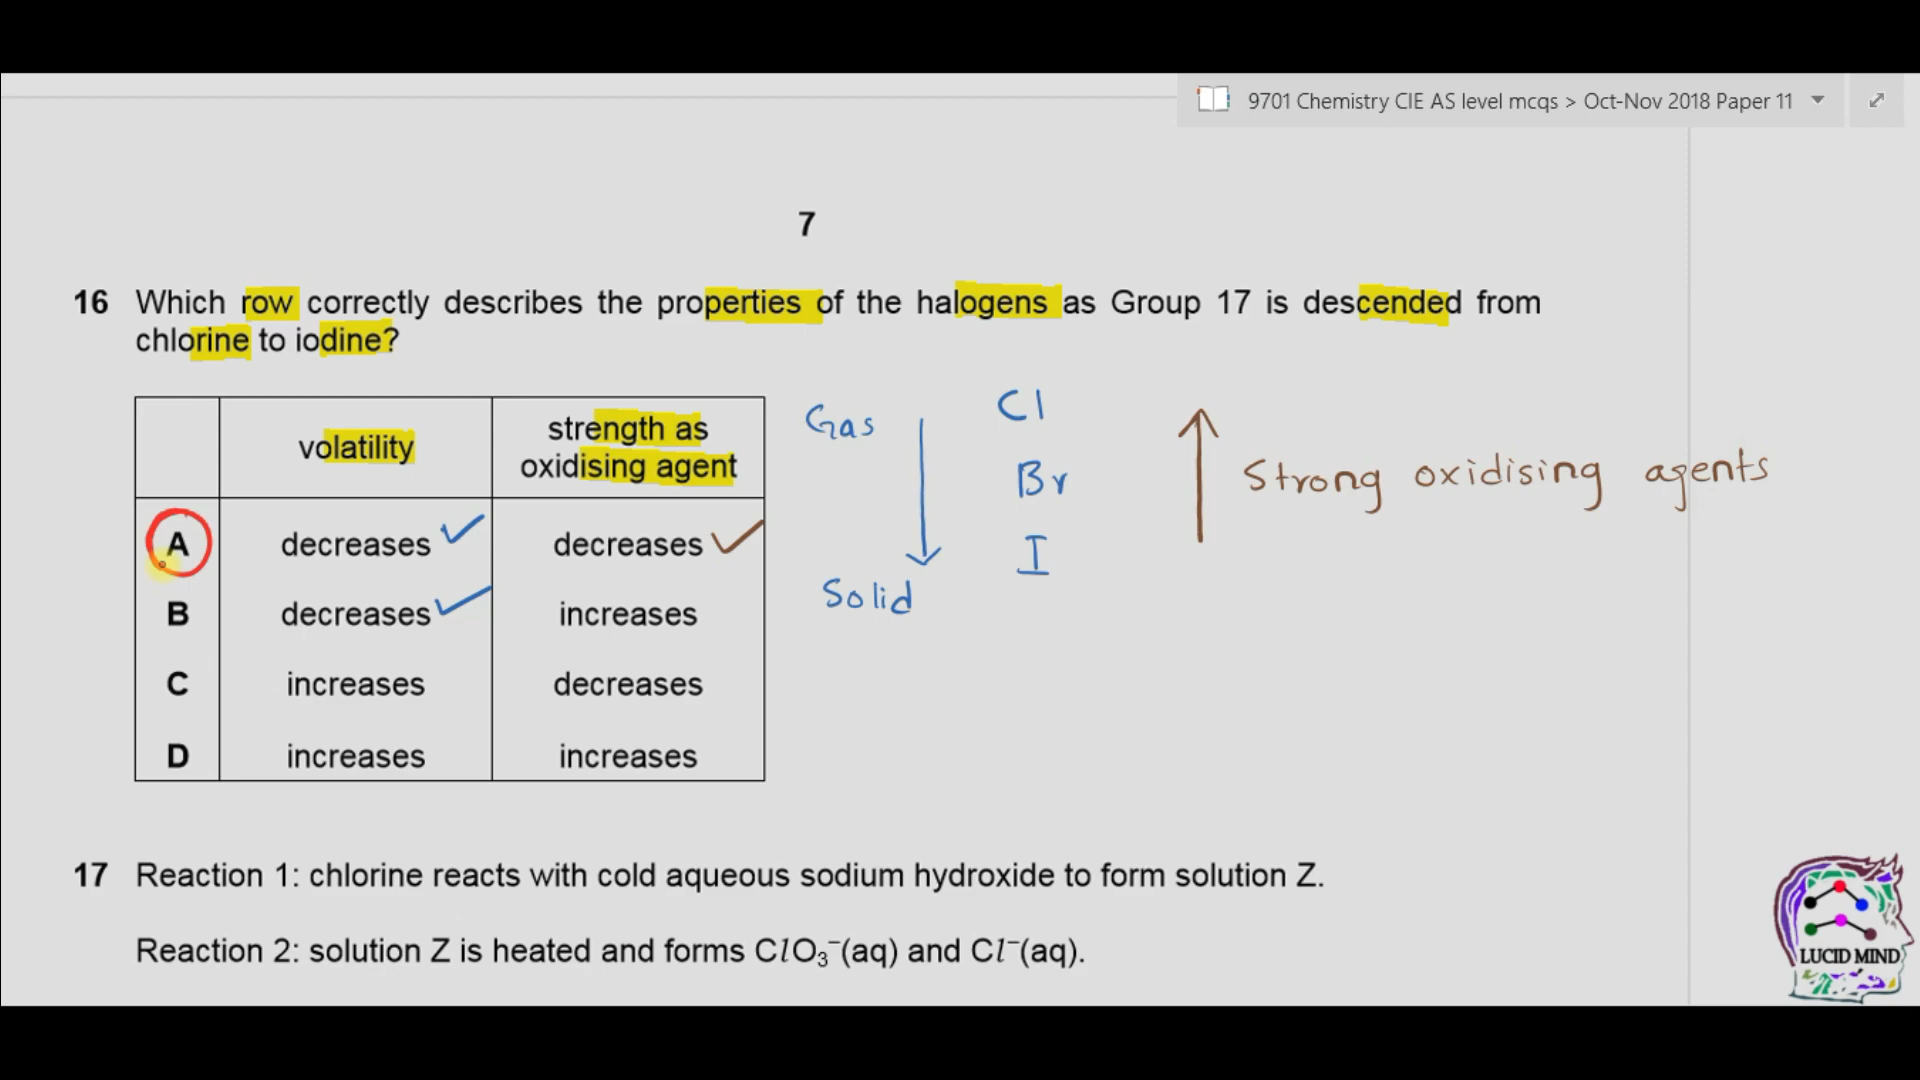 9701 Chemistry CIE AS level mcqs > Oct-Nov 2018 Paper 11
7
16 Which row correctly describes the properties of the halogens as Group 17 is descended from
chlorine to iodine?
volatility
strength as
oxidising agent
A decreases decreases
B decreases increases
C increases decreases
D increases increases
Gas
Solid
Cl
Br
I
Strong oxidising agents
17 Reaction 1: chlorine reacts with cold aqueous sodium hydroxide to form solution Z.
Reaction 2: solution Z is heated and forms ClO₃⁻(aq) and Cl⁻(aq).
LUCID MIND